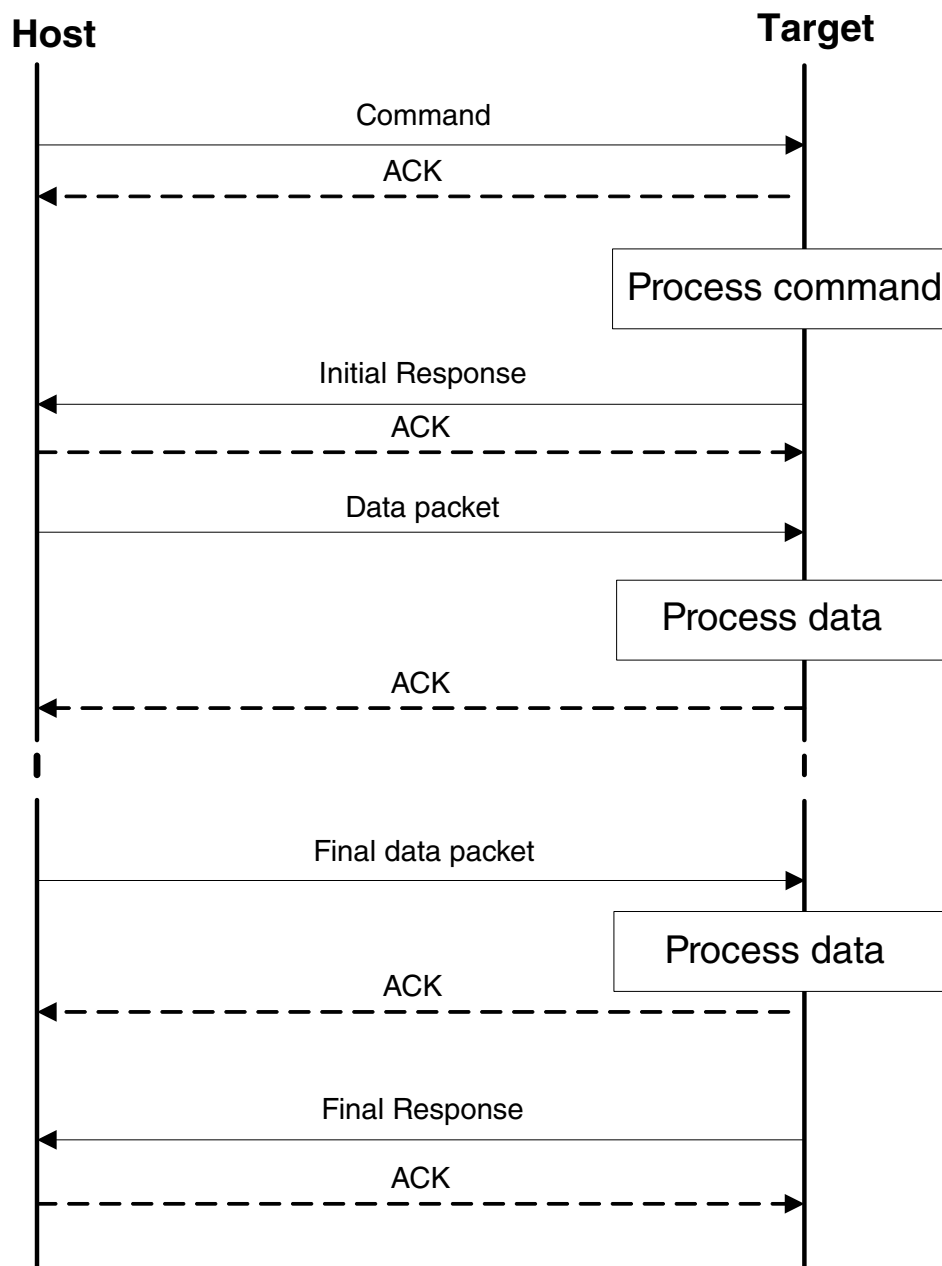 Host
Target
Command
ACK
Process command
Initial Response
ACK
Data packet
Process data
ACK
Final data packet
Process data
ACK
Final Response
ACK